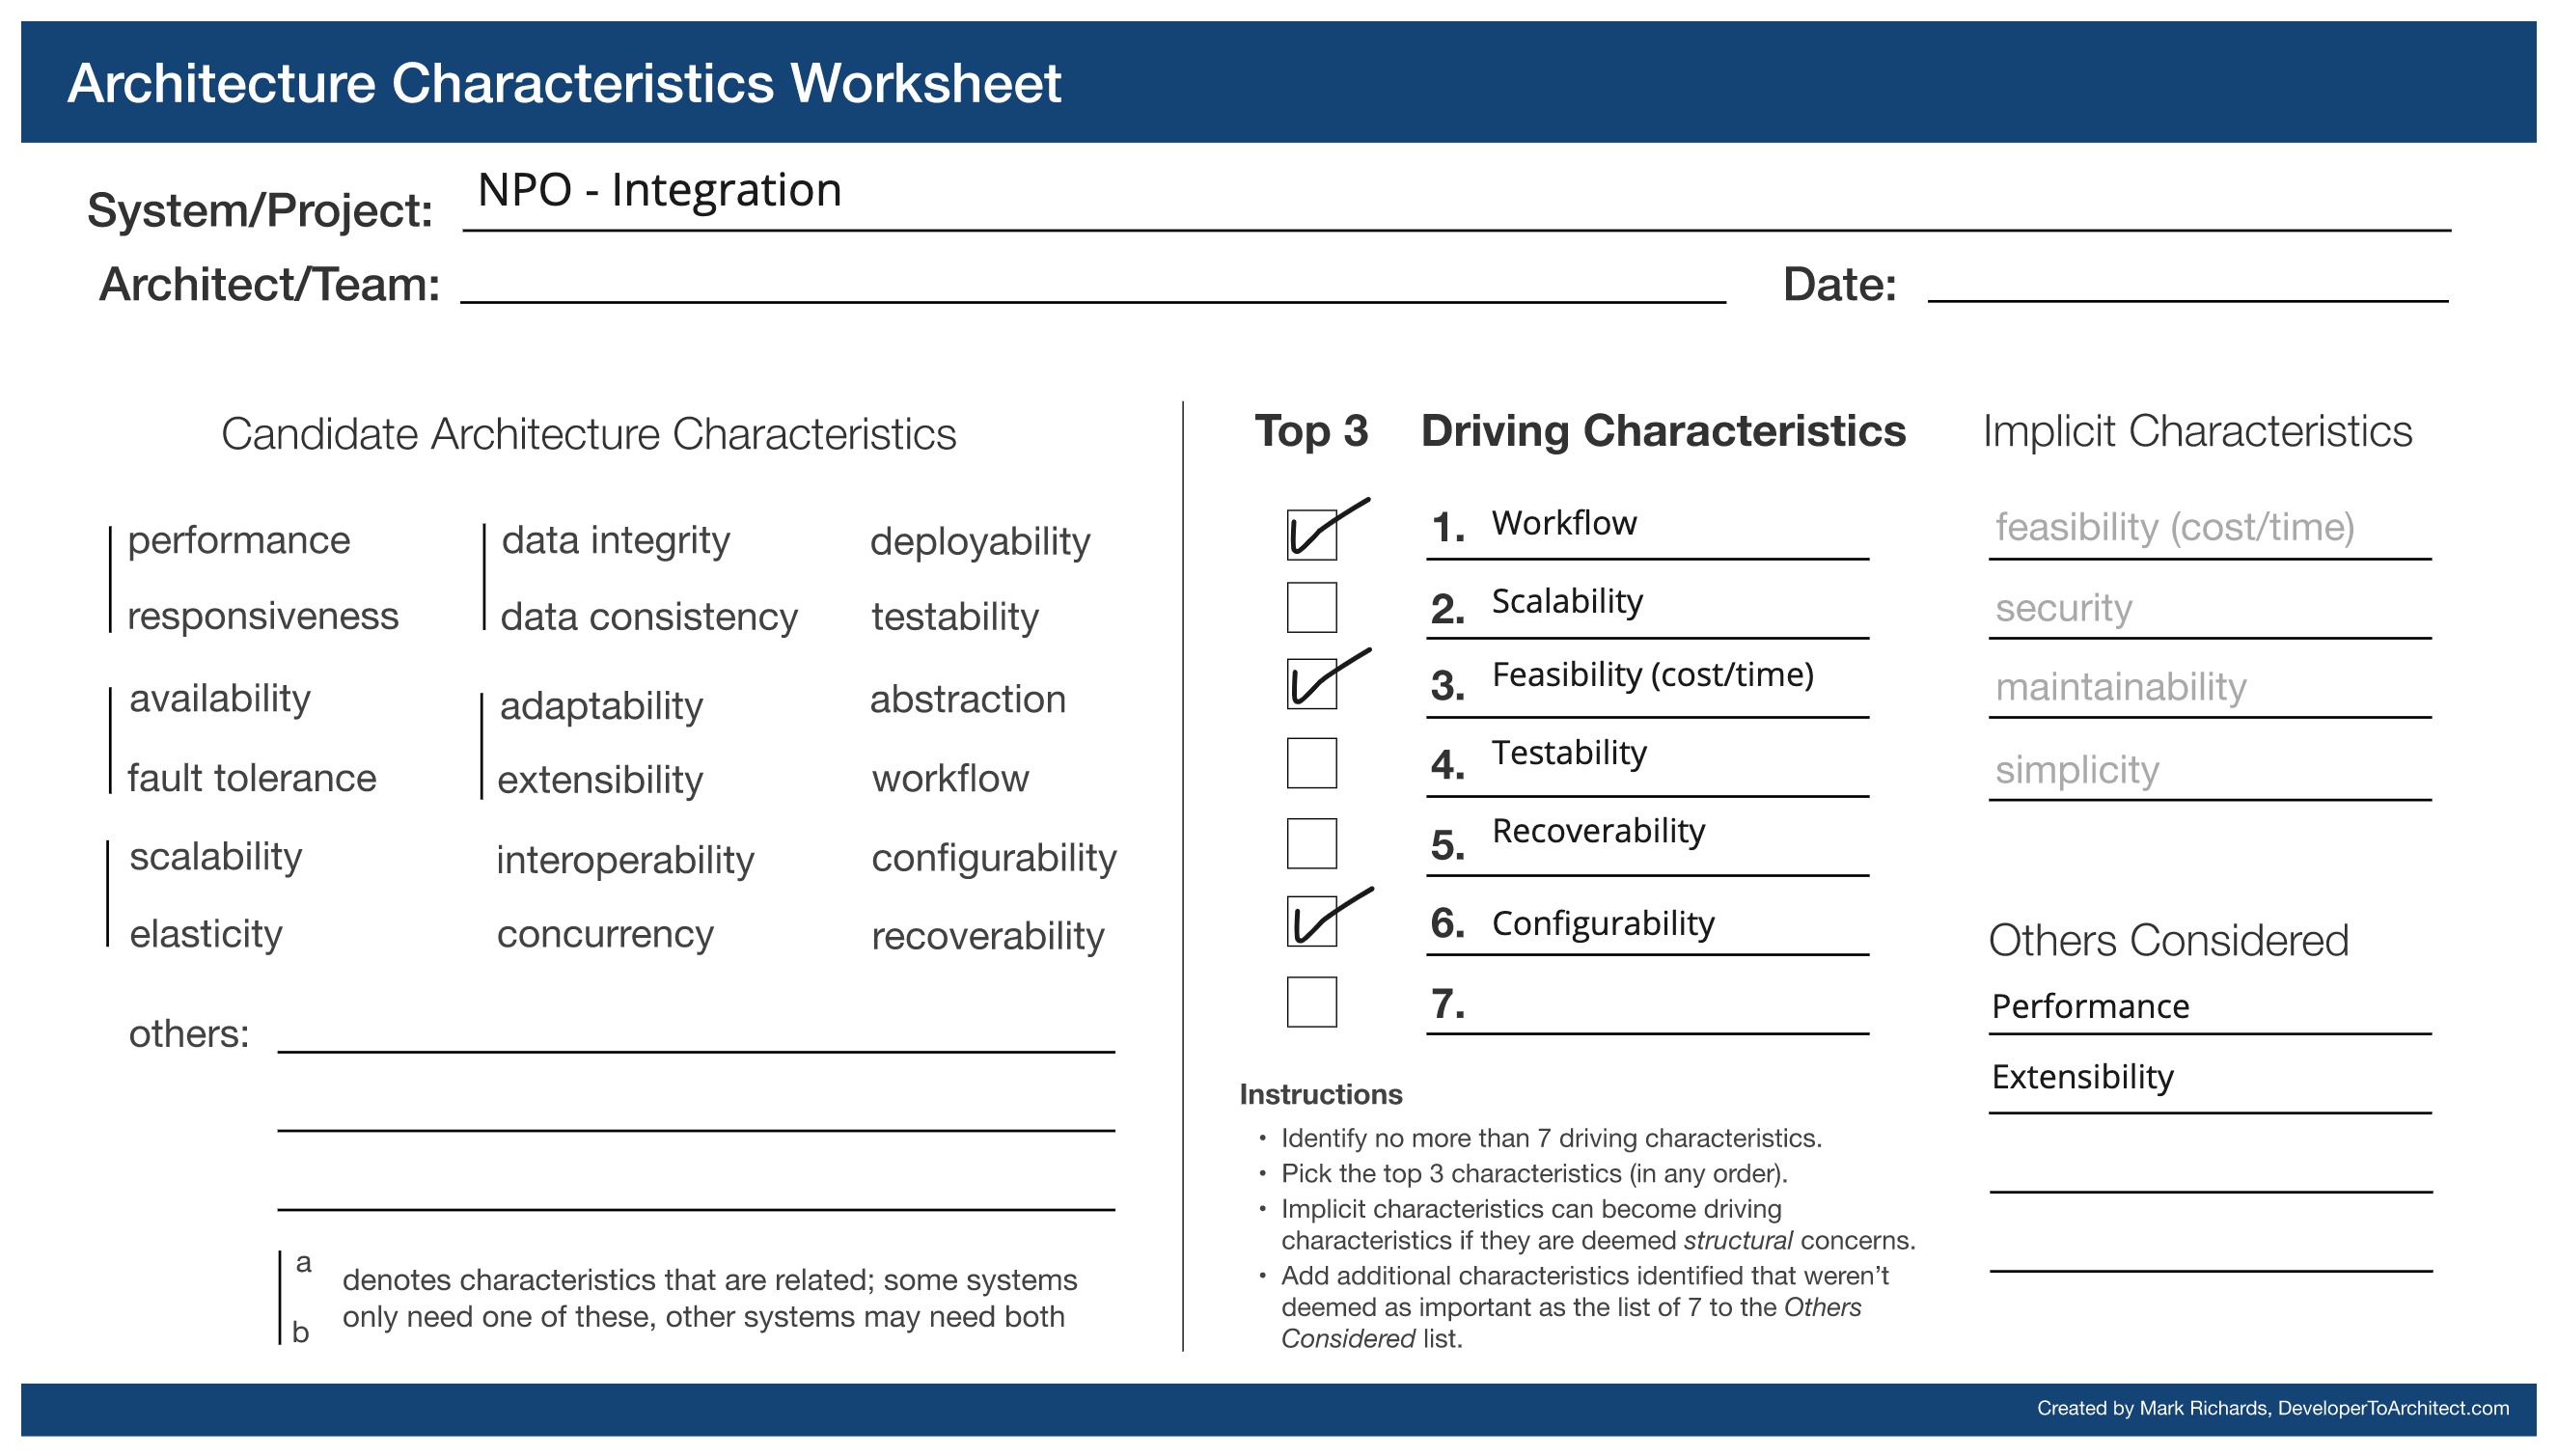 Architecture Characteristics Worksheet
System/Project: NPO - Integration
Architect/Team:
Date:
Candidate Architecture Characteristics
performance
responsiveness
availability
fault tolerance
scalability
elasticity
data integrity
data consistency
adaptability
extensibility
interoperability
concurrency
deployability
testability
abstraction
workflow
configurability
recoverability
others:
a
b
denotes characteristics that are related; some systems
only need one of these, other systems may need both
Top 3
Driving Characteristics
1. Workflow
2. Scalability
3. Feasibility (cost/time)
4. Testability
5. Recoverability
6. Configurability
7.
Instructions
• Identify no more than 7 driving characteristics.
• Pick the top 3 characteristics (in any order).
• Implicit characteristics can become driving
characteristics if they are deemed structural concerns.
• Add additional characteristics identified that weren’t
deemed as important as the list of 7 to the Others
Considered list.
Implicit Characteristics
feasibility (cost/time)
security
maintainability
simplicity
Others Considered
Performance
Extensibility
Created by Mark Richards, DeveloperToArchitect.com